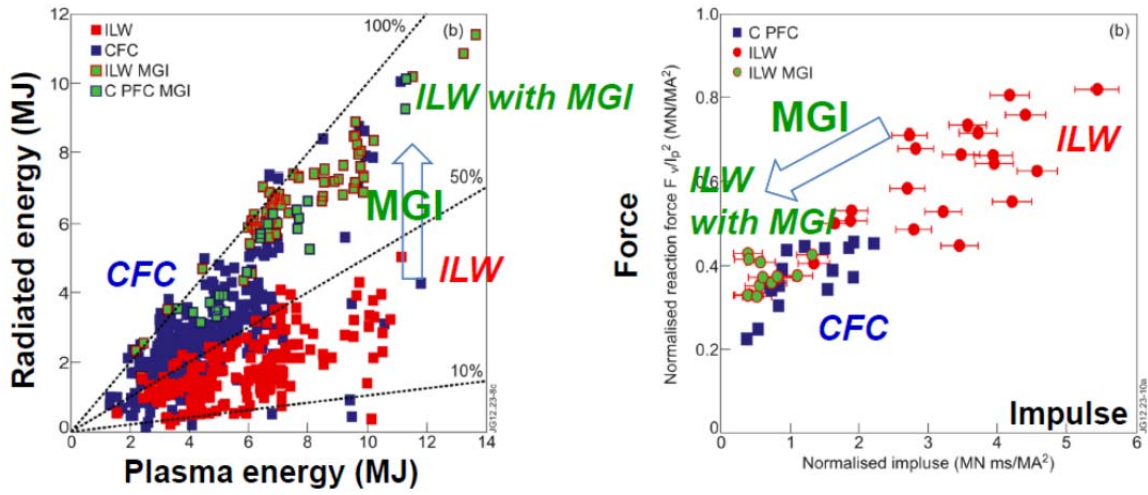 Radiated energy (MJ)
12
10
8
6
4
2
0
ILW
CFC
ILW MGI
C PFC MGI
100%
(b)
ILW with MGI
50%
MGI
CFC
ILW
10%
0
2
4
6
8
10
12
14
Plasma energy (MJ)
JG12.23-8c
Force
Normalised reaction force Fv/Ip² (MN/MA²)
1.0
0.8
0.6
0.4
0.2
0
C PFC
ILW
ILW MGI
(b)
MGI
ILW
ILW
with MGI
CFC
Impulse
1
2
3
4
5
6
Normalised impluse (MN ms/MA²)
JG12.23-10a